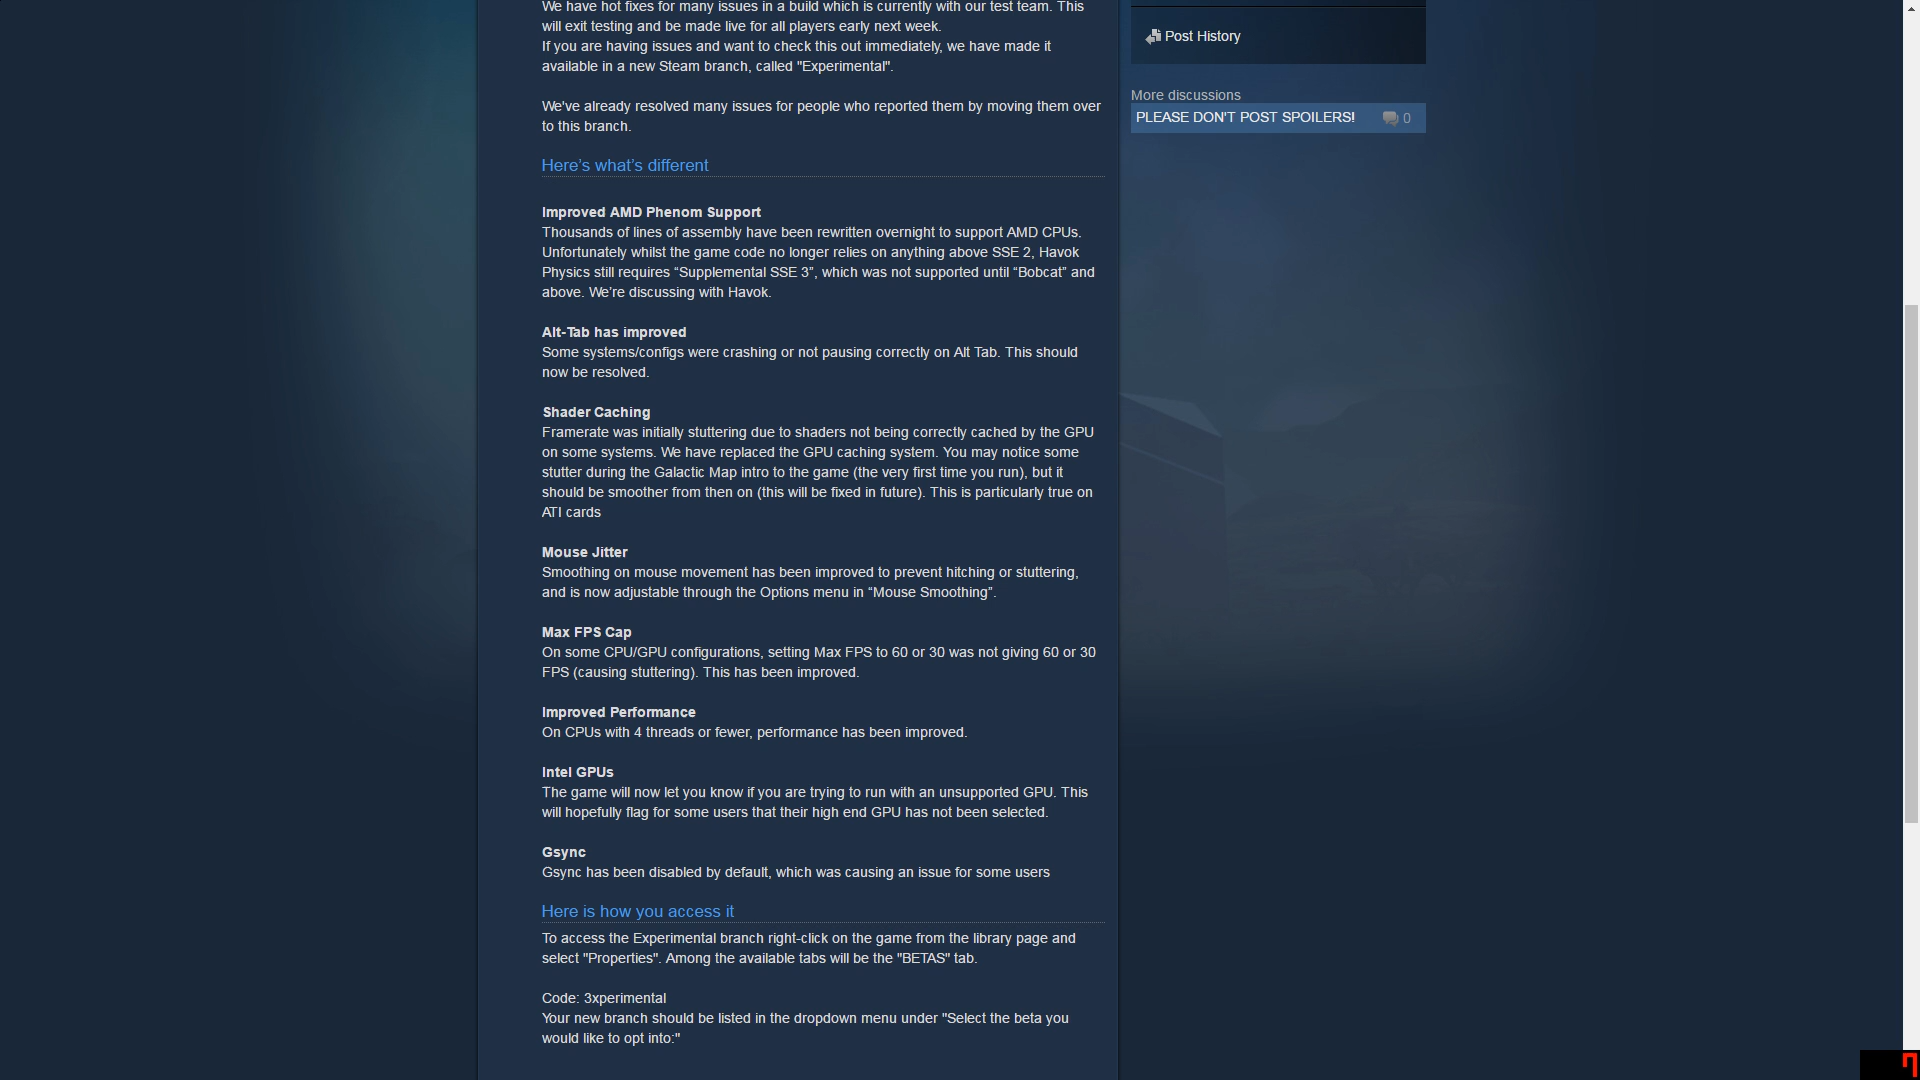 We have hot fixes for many issues in a build which is currently with our test team. This
will exit testing and be made live for all players early next week.
If you are having issues and want to check this out immediately, we have made it
available in a new Steam branch, called "Experimental".
We've already resolved many issues for people who reported them by moving them over
to this branch.
Here’s what’s different
Improved AMD Phenom Support
Thousands of lines of assembly have been rewritten overnight to support AMD CPUs.
Unfortunately whilst the game code no longer relies on anything above SSE 2, Havok
Physics still requires “Supplemental SSE 3”, which was not supported until “Bobcat” and
above. We’re discussing with Havok.
Alt-Tab has improved
Some systems/configs were crashing or not pausing correctly on Alt Tab. This should
now be resolved.
Shader Caching
Framerate was initially stuttering due to shaders not being correctly cached by the GPU
on some systems. We have replaced the GPU caching system. You may notice some
stutter during the Galactic Map intro to the game (the very first time you run), but it
should be smoother from then on (this will be fixed in future). This is particularly true on
ATI cards
Mouse Jitter
Smoothing on mouse movement has been improved to prevent hitching or stuttering,
and is now adjustable through the Options menu in “Mouse Smoothing”.
Max FPS Cap
On some CPU/GPU configurations, setting Max FPS to 60 or 30 was not giving 60 or 30
FPS (causing stuttering). This has been improved.
Improved Performance
On CPUs with 4 threads or fewer, performance has been improved.
Intel GPUs
The game will now let you know if you are trying to run with an unsupported GPU. This
will hopefully flag for some users that their high end GPU has not been selected.
Gsync
Gsync has been disabled by default, which was causing an issue for some users
Here is how you access it
To access the Experimental branch right-click on the game from the library page and
select "Properties". Among the available tabs will be the "BETAS" tab.
Code: 3xperimental
Your new branch should be listed in the dropdown menu under "Select the beta you
would like to opt into:"
Post History
More discussions
PLEASE DON'T POST SPOILERS! 0